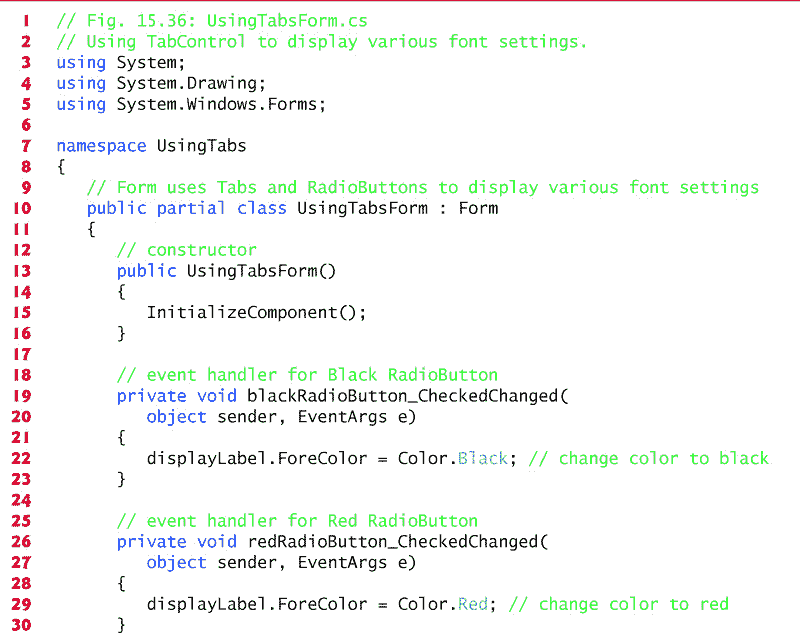 1 // Fig. 15.36: UsingTabsForm.cs
2 // Using TabControl to display various font settings.
3 using System;
4 using System.Drawing;
5 using System.Windows.Forms;
6
7 namespace UsingTabs
8 {
9    // Form uses Tabs and RadioButtons to display various font settings
10    public partial class UsingTabsForm : Form
11    {
12       // constructor
13       public UsingTabsForm()
14       {
15          InitializeComponent();
16       }
17
18       // event handler for Black RadioButton
19       private void blackRadioButton_CheckedChanged(
20          object sender, EventArgs e)
21       {
22          displayLabel.ForeColor = Color.Black; // change color to black
23       }
24
25       // event handler for Red RadioButton
26       private void redRadioButton_CheckedChanged(
27          object sender, EventArgs e)
28       {
29          displayLabel.ForeColor = Color.Red; // change color to red
30       }